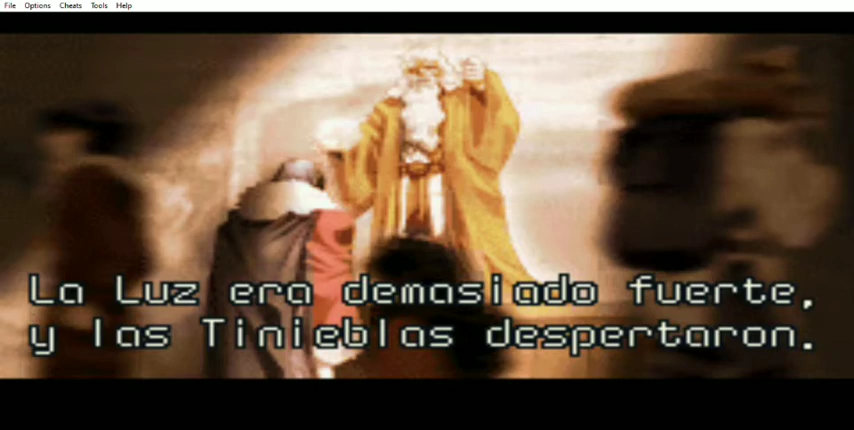 File Options Cheats Tools Help
La Luz era demasiado fuerte,
y las Tinieblas despertaron.